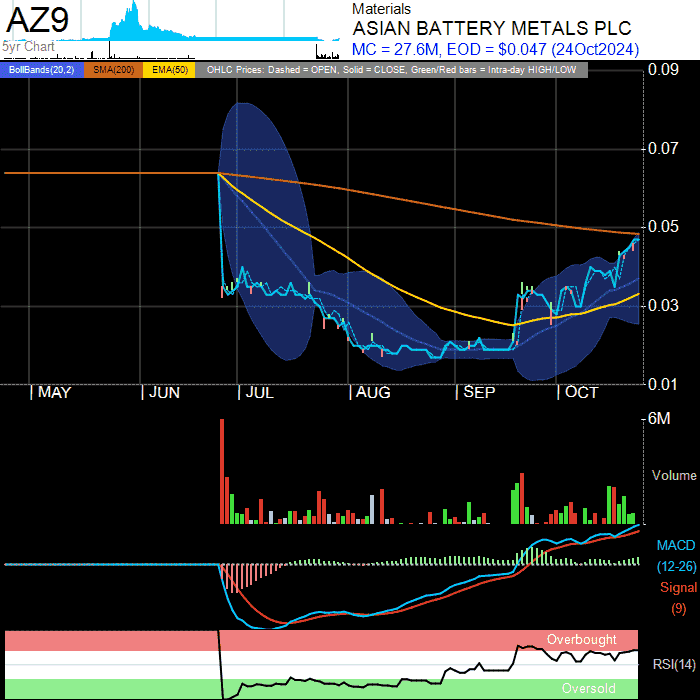 AZ9
Materials
ASIAN BATTERY METALS PLC
5yr Chart
MC = 27.6M, EOD = $0.047 (24Oct2024)
BollBands(20,2) SMA(200) EMA(50) OHLC Prices: Dashed = OPEN, Solid = CLOSE, Green/Red bars = Intra-day HIGH/LOW
0.09
0.07
0.05
0.03
0.01
MAY JUN JUL AUG SEP OCT
6M
Volume
MACD
(12-26)
Signal
(9)
Overbought
RSI(14)
Oversold